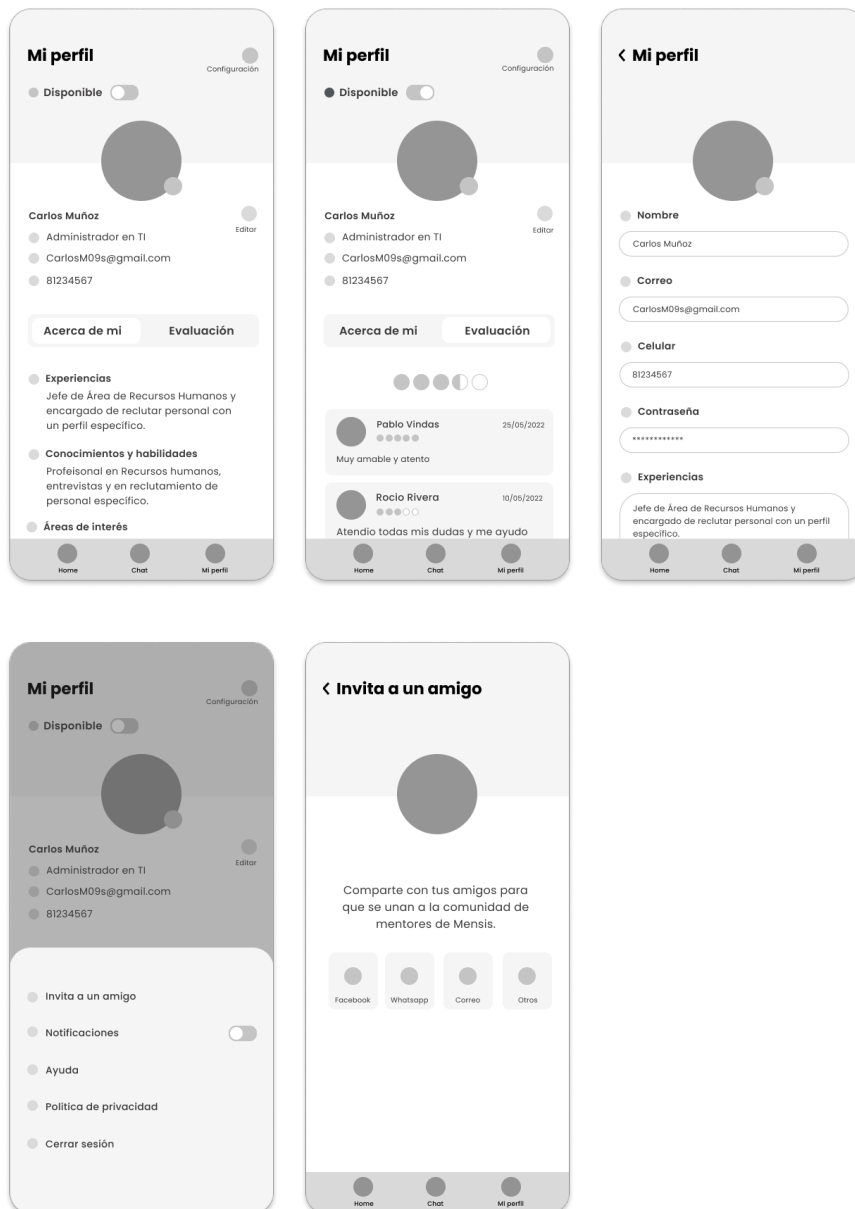 Mi perfil
Configuración
Disponible
Carlos Muñoz
Editar
Administrador en TI
CarlosM09s@gmail.com
81234567
Acerca de mi
Evaluación
Experiencias
Jefe de Área de Recursos Humanos y
encargado de reclutar personal con
un perfil específico.
Conocimientos y habilidades
Profeisonal en Recursos humanos,
entrevistas y en reclutamiento de
personal específico.
Áreas de interés
Home
Chat
Mi perfil
Mi perfil
Configuración
Disponible
Carlos Muñoz
Editar
Administrador en TI
CarlosM09s@gmail.com
81234567
Acerca de mi
Evaluación
Pablo Vindas
25/05/2022
Muy amable y atento
Rocio Rivera
10/05/2022
Atendio todas mis dudas y me ayudo
Home
Chat
Mi perfil
< Mi perfil
Nombre
Carlos Muñoz
Correo
CarlosM09s@gmail.com
Celular
81234567
Contraseña
************
Experiencias
Jefe de Área de Recursos Humanos y
encargado de reclutar personal con un perfil
específico.
Home
Chat
Mi perfil
Mi perfil
Configuración
Disponible
Carlos Muñoz
Editar
Administrador en TI
CarlosM09s@gmail.com
81234567
Invita a un amigo
Notificaciones
Ayuda
Política de privacidad
Cerrar sesión
< Invita a un amigo
Comparte con tus amigos para
que se unan a la comunidad de
mentores de Mensis.
Facebook
Whatsapp
Correo
Otros
Home
Chat
Mi perfil